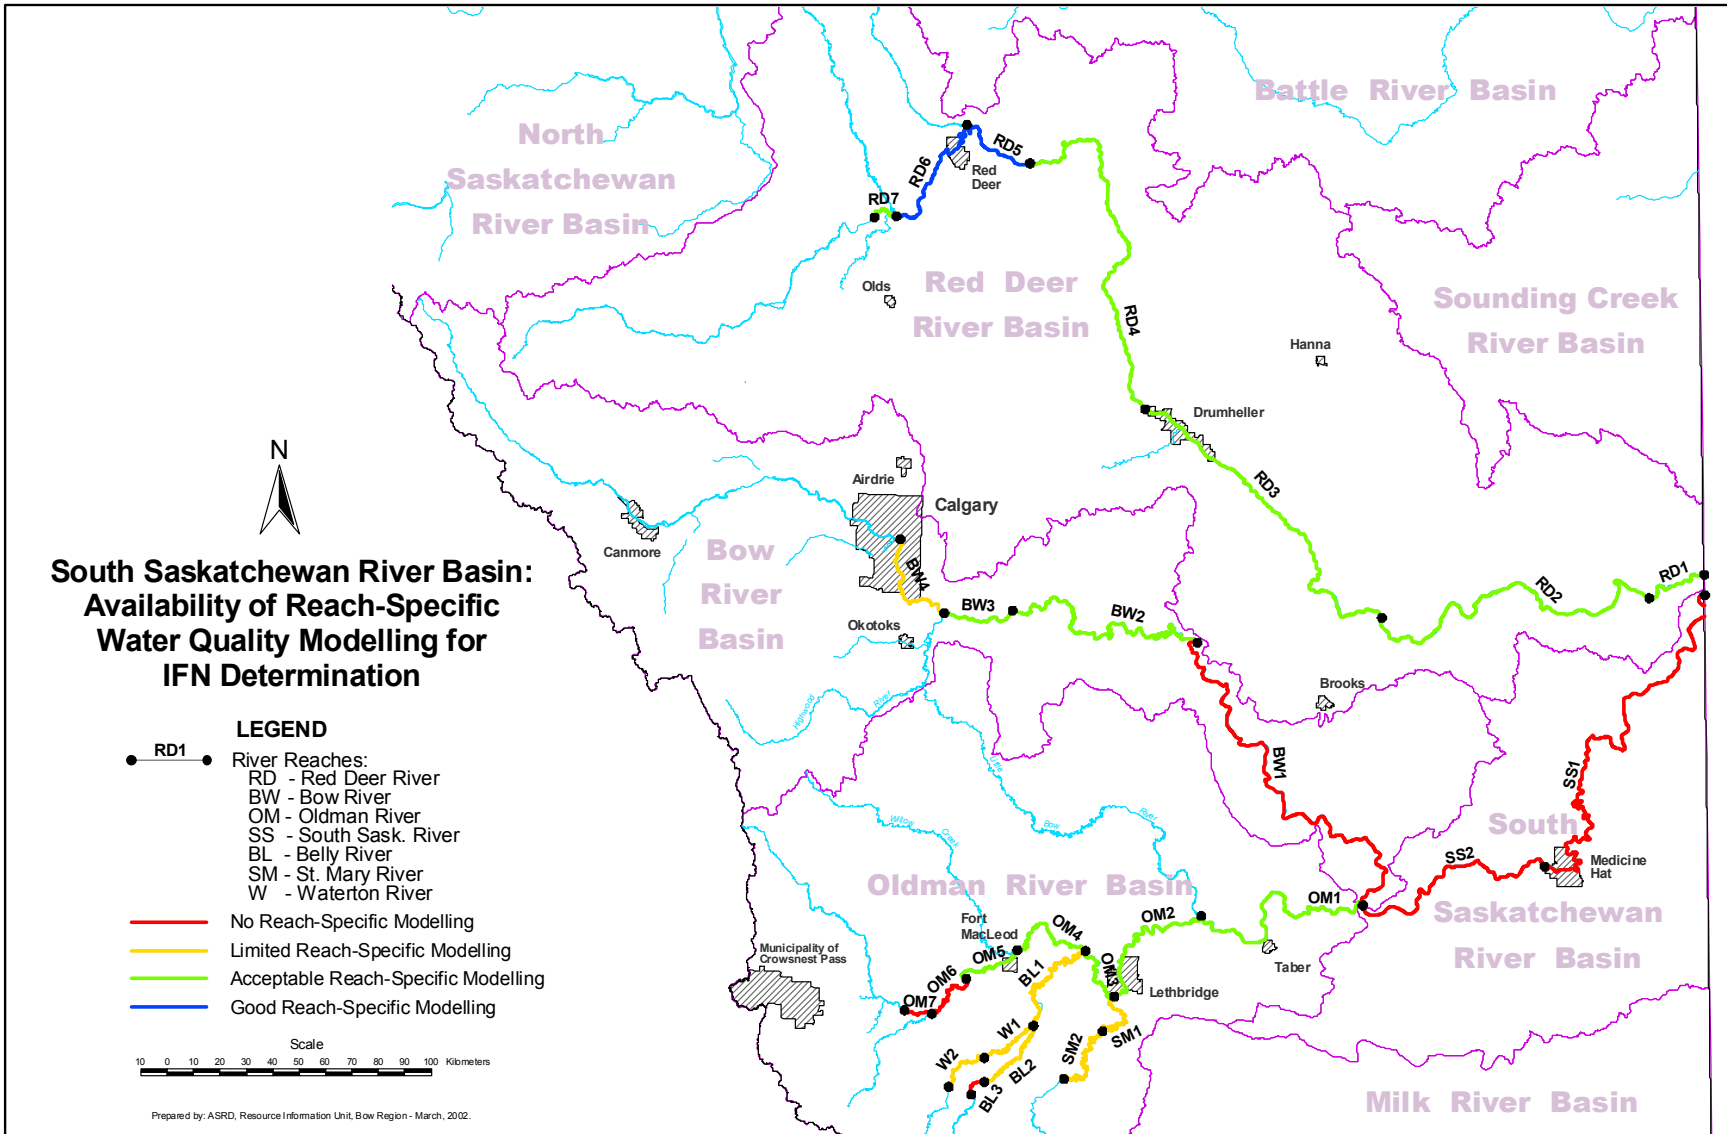 Battle River Basin
North
Saskatchewan
River Basin
RD5
RD6
Red
Deer
RD7
Olds
Red Deer
River Basin
RD4
Sounding Creek
River Basin
Hanna
Drumheller
RD3
Airdrie
Calgary
Canmore
Bow
River
Basin
BW4
BW3
BW2
RD2
RD1
Okotoks
Highwood
River
Brooks
N
South Saskatchewan River Basin:
Availability of Reach-Specific
Water Quality Modelling for
IFN Determination
LEGEND
RD1
River Reaches:
RD - Red Deer River
BW - Bow River
OM - Oldman River
SS - South Sask. River
BL - Belly River
SM - St. Mary River
W - Waterton River
No Reach-Specific Modelling
Limited Reach-Specific Modelling
Acceptable Reach-Specific Modelling
Good Reach-Specific Modelling
Scale
10 0 10 20 30 40 50 60 70 80 90 100 Kilometers
Prepared by: ASRD, Resource Information Unit, Bow Region - March, 2002.
Little
Bow
River
BW1
SS1
Willow
Creek
South
Saskatchewan
River Basin
SS2
Medicine
Hat
Oldman River Basin
OM1
OM2
Fort
MacLeod
OM4
OM5
OM3
OM6
OM7
Municipality of
Crowsnest Pass
BL1
Lethbridge
Taber
W1
W2
BL2
BL3
SM2
SM1
Milk River Basin